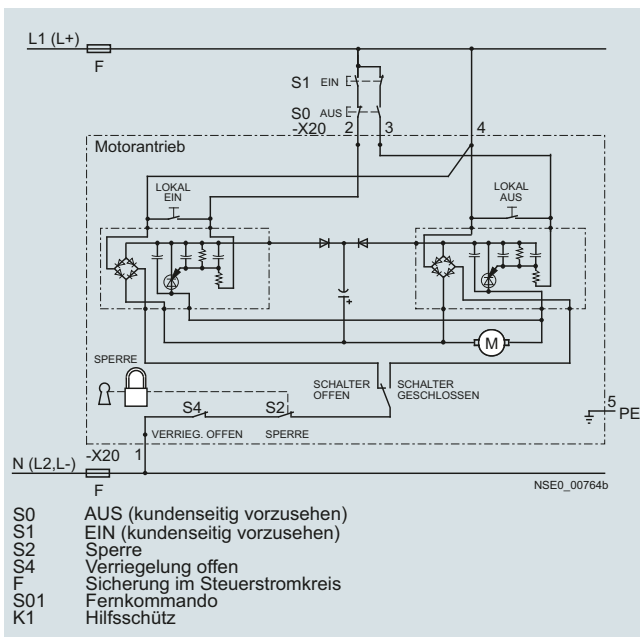 L1 (L+)
F
S1 EIN
S0 AUS
-X20 2 3 4
Motorantrieb
LOKAL
EIN
LOKAL
AUS
+
M
SPERRE
SCHALTER
OFFEN
SCHALTER
GESCHLOSSEN
S4 S2
5
PE
VERRIEG. OFFEN SPERRE
-X20 1
N (L2,L-)
F
NSE0_00764b
S0 AUS (kundenseitig vorzusehen)
S1 EIN (kundenseitig vorzusehen)
S2 Sperre
S4 Verriegelung offen
F Sicherung im Steuerstromkreis
S01 Fernkommando
K1 Hilfsschütz